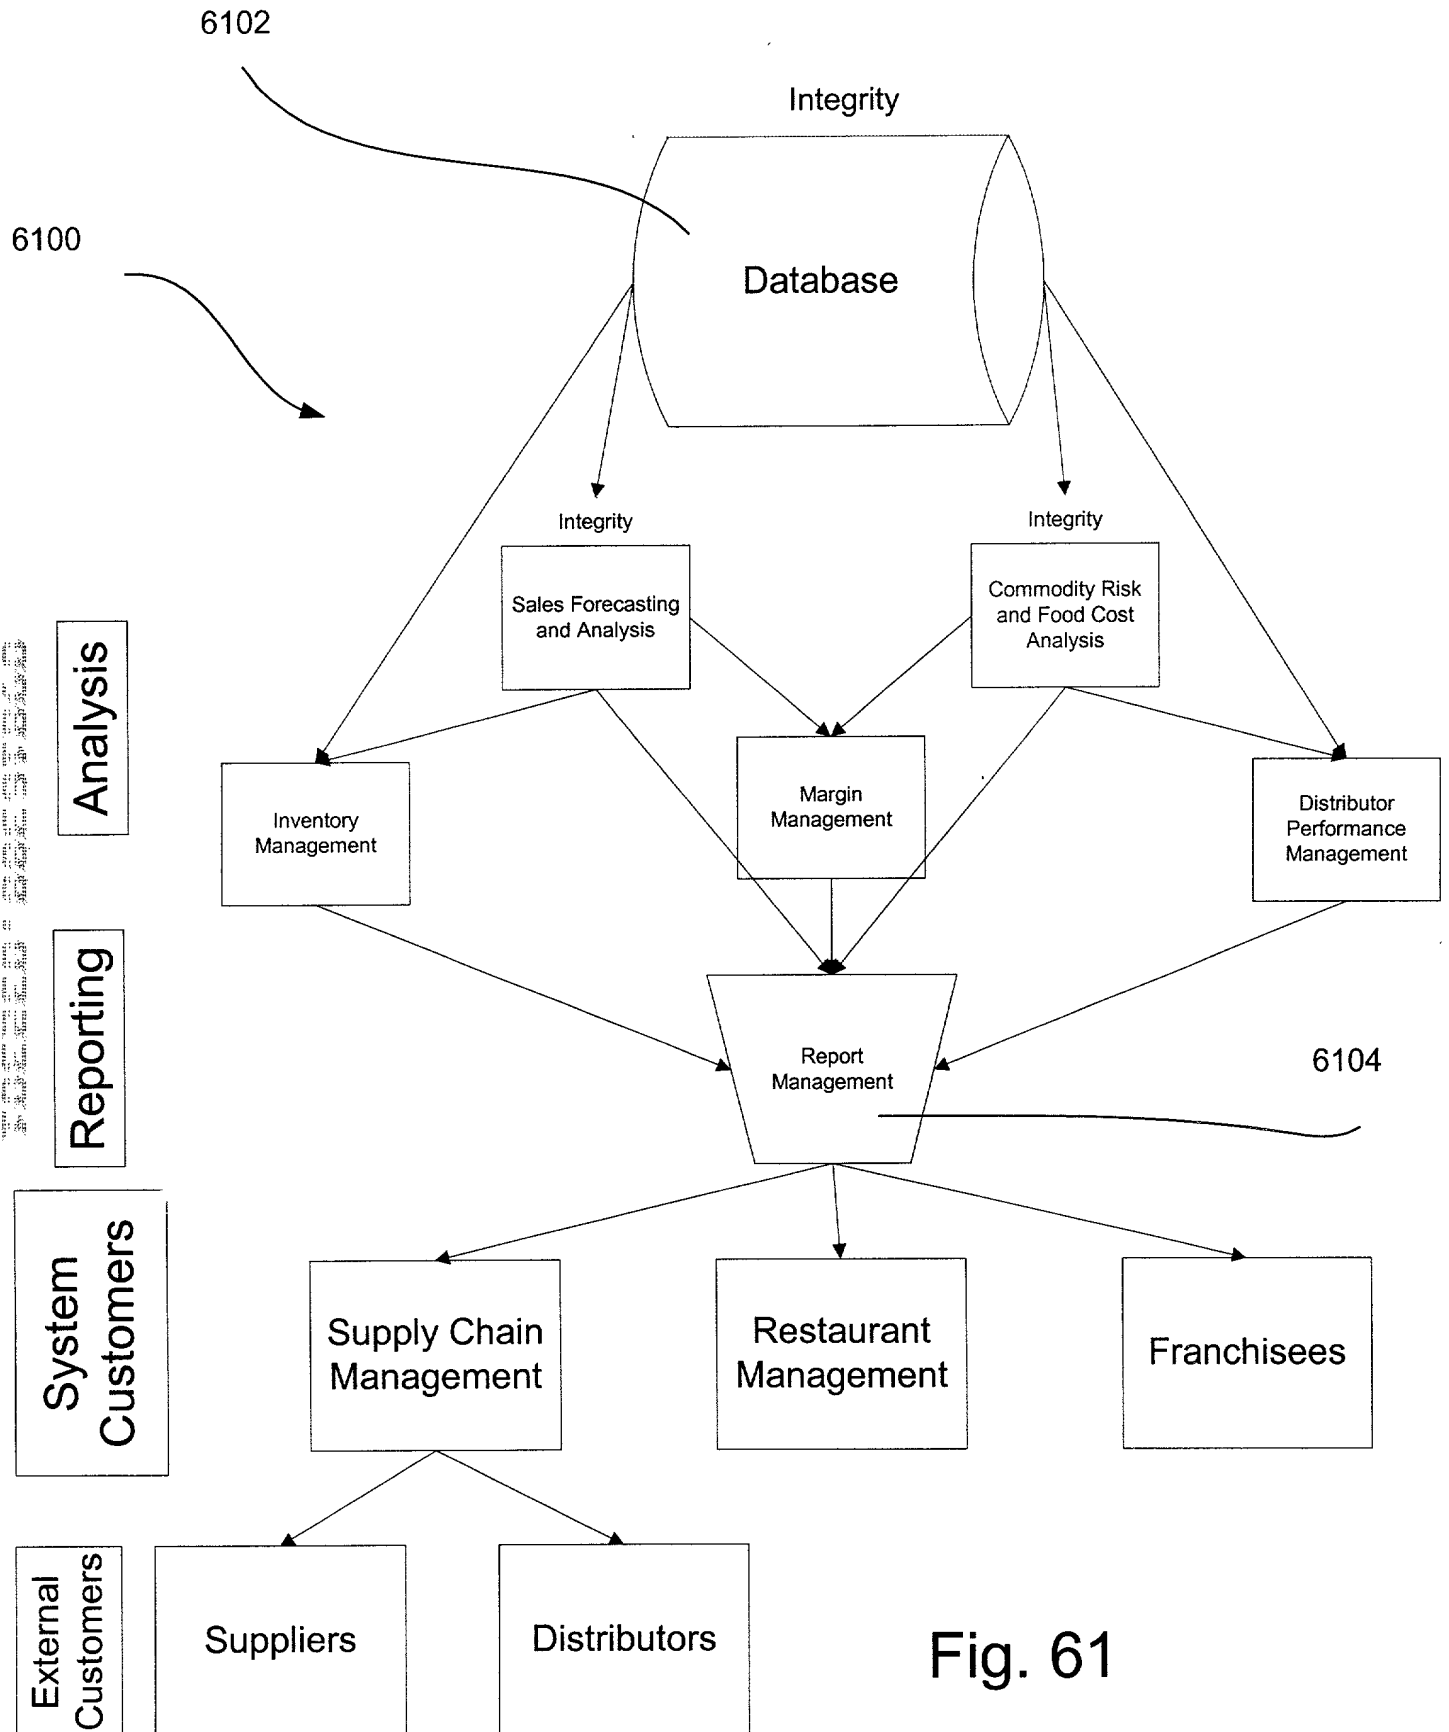 6102
Integrity
6100
Database
Integrity
Integrity
Sales Forecasting
and Analysis
Commodity Risk
and Food Cost
Analysis
Analysis
Inventory
Management
Margin
Management
Distributor
Performance
Management
Reporting
Report
Management
6104
System
Customers
Supply Chain
Management
Restaurant
Management
Franchisees
External
Customers
Suppliers
Distributors
Fig. 61